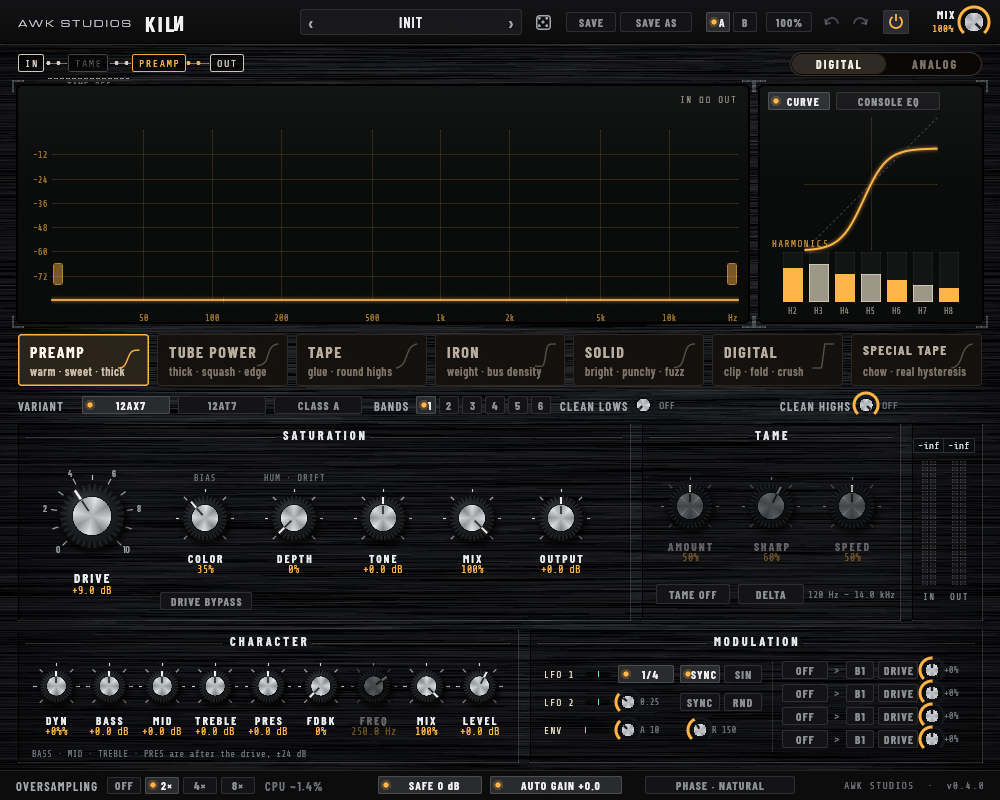 AWK STUDIOS KILN
‹ INIT ›
SAVE SAVE AS A B 100%
MIX
100%
IN TAME PREAMP OUT
DIGITAL ANALOG
IN OUT
-12
-24
-36
-48
-60
-72
50 100 200 500 1k 2k 5k 10k Hz
CURVE CONSOLE EQ
HARMONICS
H2 H3 H4 H5 H6 H7 H8
PREAMP
warm · sweet · thick
TUBE POWER
thick · squash · edge
TAPE
glue · round highs
IRON
weight · bus density
SOLID
bright · punchy · fuzz
DIGITAL
clip · fold · crush
SPECIAL TAPE
chow · real hysteresis
VARIANT 12AX7 12AT7 CLASS A BANDS 1 2 3 4 5 6 CLEAN LOWS OFF CLEAN HIGHS OFF
SATURATION
0 2 4 6 8 10
DRIVE
+9.0 dB
BIAS
COLOR
35%
HUM · DRIFT
DEPTH
0%
TONE
+0.0 dB
MIX
100%
OUTPUT
+0.0 dB
DRIVE BYPASS
TAME
AMOUNT
50%
SHARP
60%
SPEED
50%
TAME OFF DELTA 120 Hz – 14.0 kHz
-inf -inf
IN OUT
CHARACTER
DYN
+0%%
BASS
+0.0 dB
MID
+0.0 dB
TREBLE
+0.0 dB
PRES
+0.0 dB
FDBK
0%
FREQ
250.0 Hz
MIX
100%
LEVEL
+0.0 dB
BASS · MID · TREBLE · PRES are after the drive, ±24 dB
MODULATION
LFO 1 1/4 SYNC SIN
LFO 2 0.25 SYNC RND
ENV A 10 R 150
OFF > B1 DRIVE +0%
OFF > B1 DRIVE +0%
OFF > B1 DRIVE +0%
OFF > B1 DRIVE +0%
OVERSAMPLING OFF 2× 4× 8× CPU ~1.4% SAFE 0 dB AUTO GAIN +0.0 PHASE · NATURAL AWK STUDIOS · v0.4.0